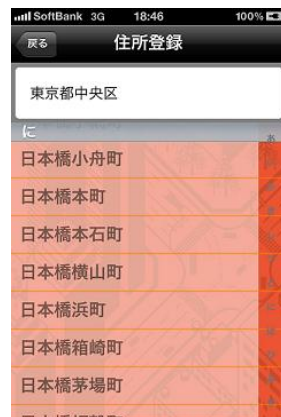 SoftBank 3G 18:46 100%
戻る 住所登録
東京都中央区
に
あ
日本橋小舟町
日本橋本町
日本橋本石町
日本橋横山町
日本橋浜町
日本橋箱崎町
日本橋茅場町